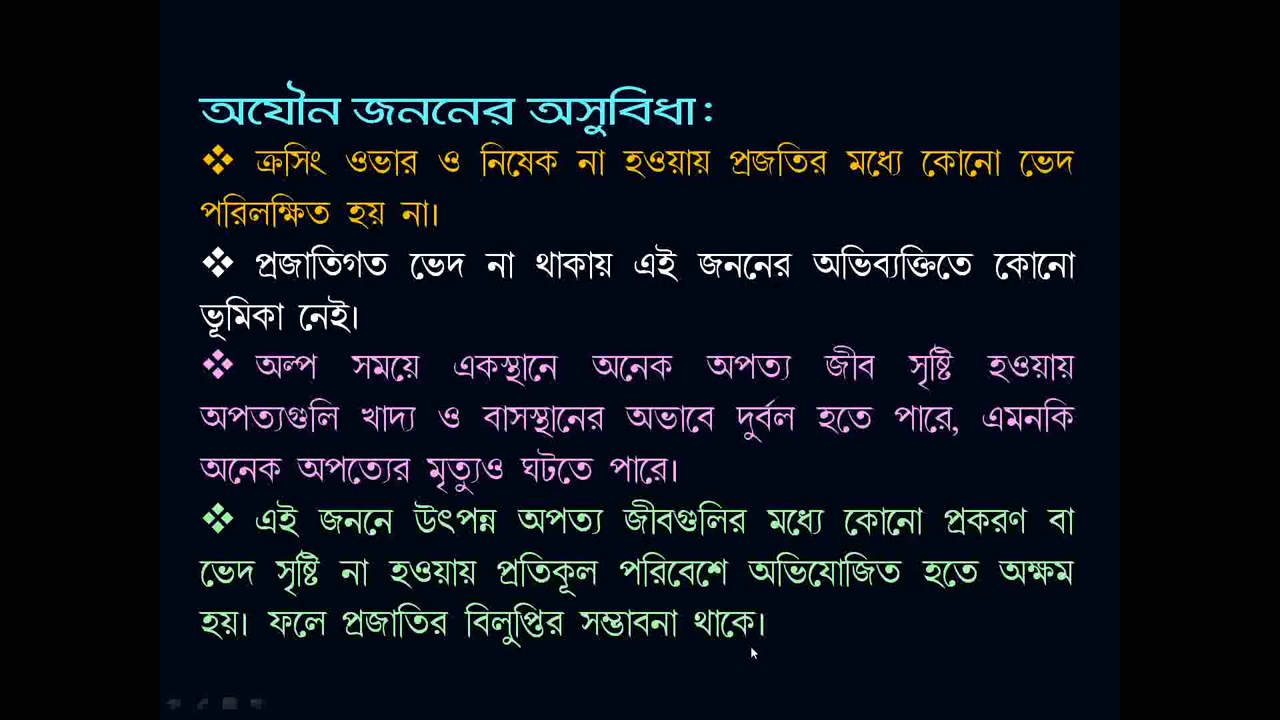 অযৌন জননের অসুবিধা:
❖ ক্রসিং ওভার ও নিষেক না হওয়ায় প্রজতির মধ্যে কোনো ভেদ
পরিলক্ষিত হয় না।
❖ প্রজাতিগত ভেদ না থাকায় এই জননের অভিব্যক্তিতে কোনো
ভূমিকা নেই।
❖ অল্প সময়ে একস্থানে অনেক অপত্য জীব সৃষ্টি হওয়ায়
অপত্যগুলি খাদ্য ও বাসস্থানের অভাবে দুর্বল হতে পারে, এমনকি
অনেক অপত্যের মৃত্যুও ঘটতে পারে।
❖ এই জননে উৎপন্ন অপত্য জীবগুলির মধ্যে কোনো প্রকরণ বা
ভেদ সৃষ্টি না হওয়ায় প্রতিকূল পরিবেশে অভিযোজিত হতে অক্ষম
হয়। ফলে প্রজাতির বিলুপ্তির সম্ভাবনা থাকে।